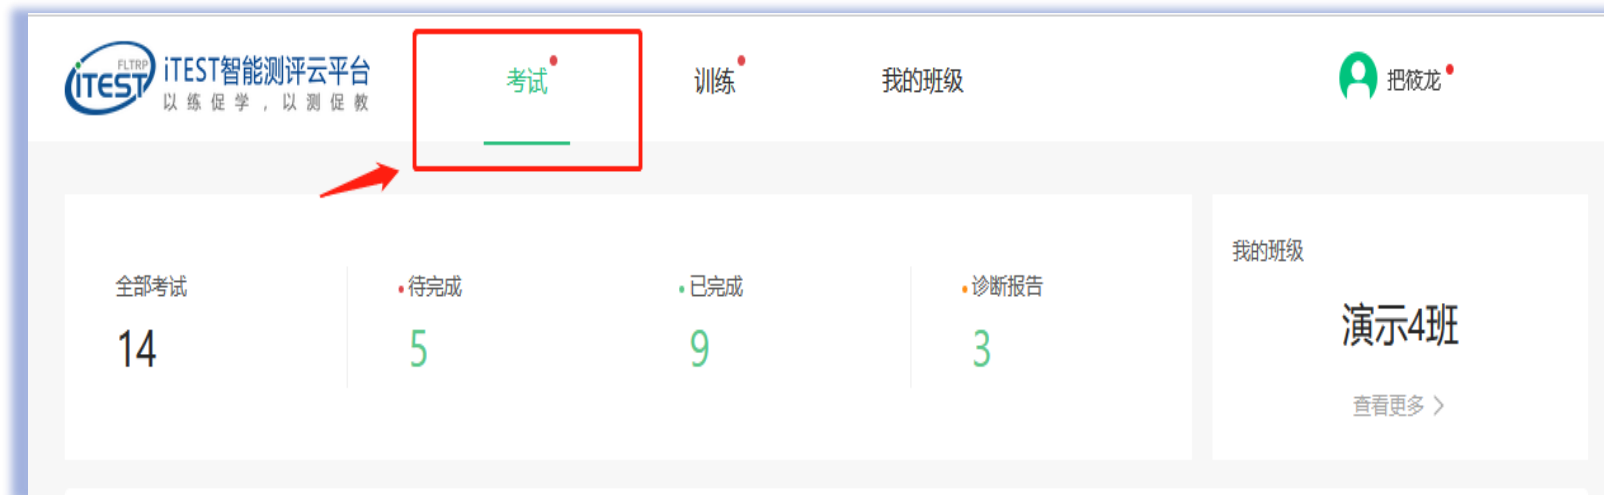 FLTRP
iTEST
iTEST智能测评云平台
以练促学，以测促教
考试
训练
我的班级
把筱龙
全部考试
14
待完成
5
已完成
9
诊断报告
3
我的班级
演示4班
查看更多